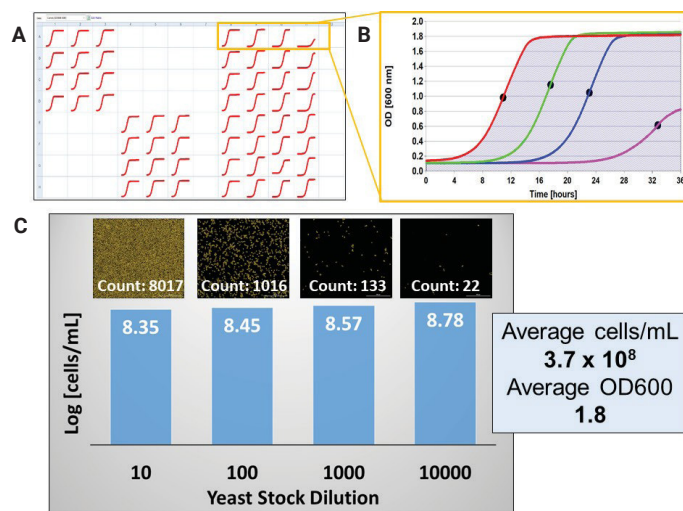 A
B
OD [600 nm]
2.0
1.8
1.6
1.4
1.2
1.0
0.8
0.6
0.4
0.2
0.0
0 4 8 12 16 20 24 28 32 36
Time [hours]
C
Count: 8017 Count: 1016 Count: 133 Count: 22
8.35 8.45 8.57 8.78
Log [cells/mL]
10 100 1000 10000
Yeast Stock Dilution
Average cells/mL
3.7 x 10⁸
Average OD600
1.8